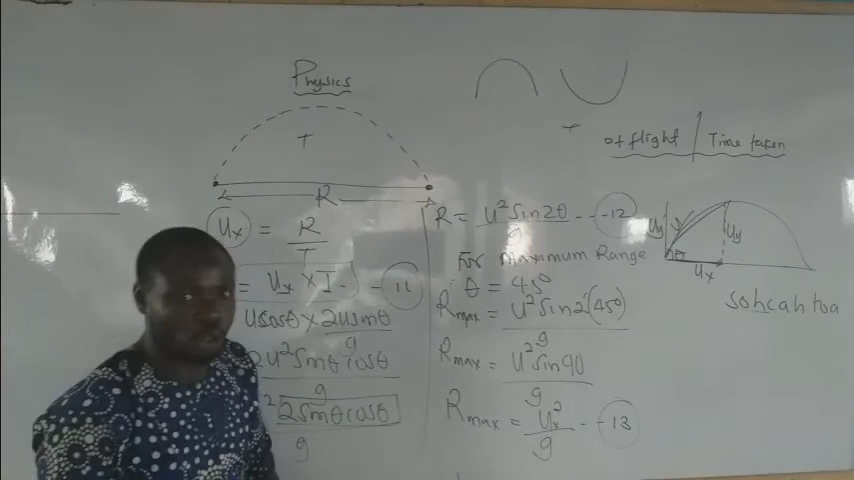 Physics
T
of flight | Time taken
R
Ux = R/T
= Ux × T - - 11
Ucosθ × 2usinθ/g
2U²sinθcosθ/g
²2sinθcosθ/g
R = U²Sin2θ/g - - - 12
For maximum Range
θ = 45°
Rmax = U²Sin2(45°)/g
Rmax = U²Sin90/g
Rmax = Ux²/g - - 13
Uy
U
θ
Uy
Ux
sohcahtoa